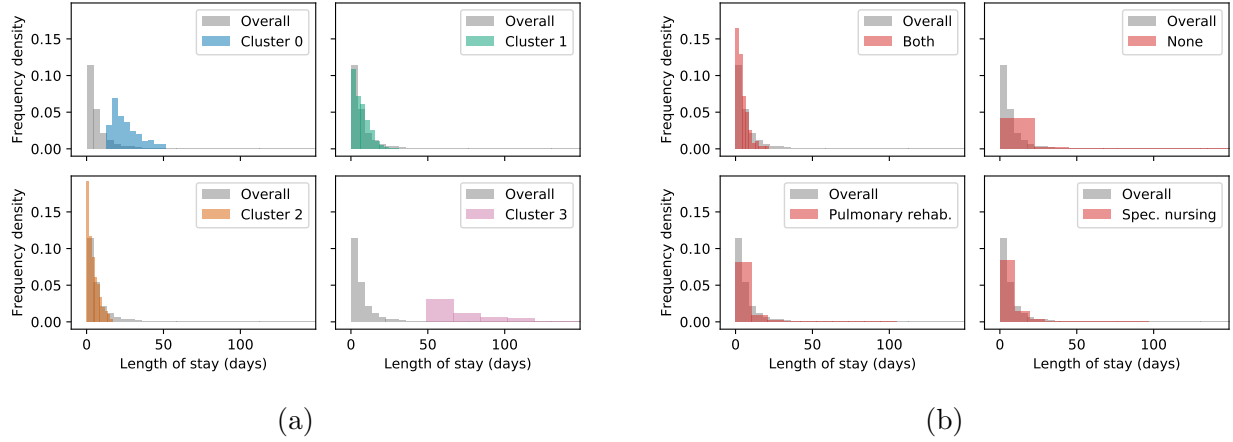 Frequency density
0.15
0.10
0.05
0.00
Overall
Cluster 0
Overall
Cluster 1
Frequency density
0.15
0.10
0.05
0.00
Overall
Cluster 2
Overall
Cluster 3
0 50 100
Length of stay (days)
0 50 100
Length of stay (days)
(a)
Frequency density
0.15
0.10
0.05
0.00
Overall
Both
Overall
None
Frequency density
0.15
0.10
0.05
0.00
Overall
Pulmonary rehab.
Overall
Spec. nursing
0 50 100
Length of stay (days)
0 50 100
Length of stay (days)
(b)